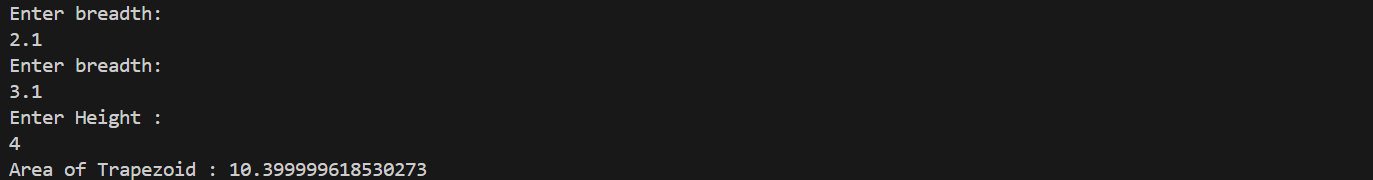 Enter breadth:
2.1
Enter breadth:
3.1
Enter Height :
4
Area of Trapezoid : 10.399999618530273